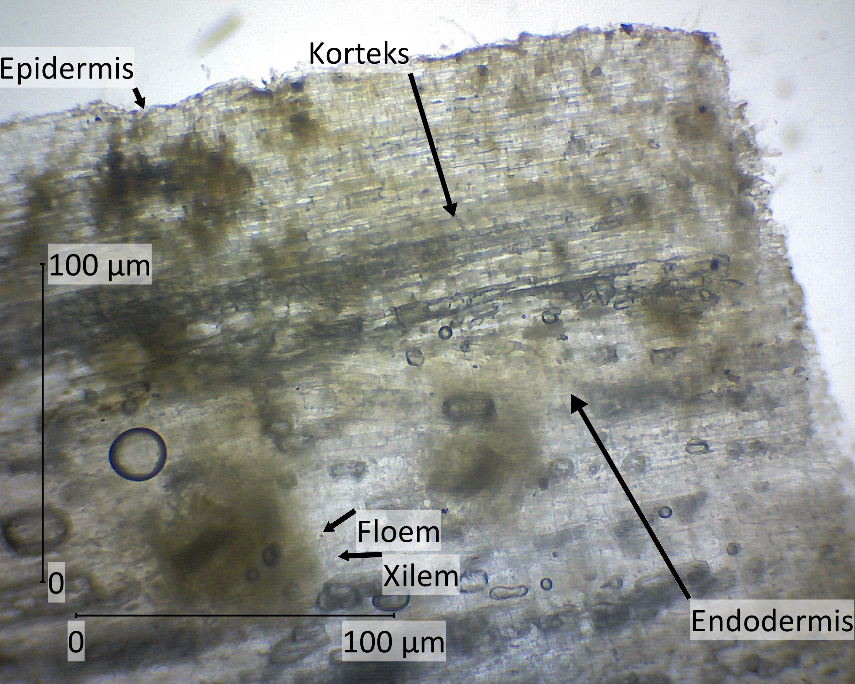 Korteks
Epidermis
100 µm
Floem
Xilem
0
Endodermis
0
100 µm